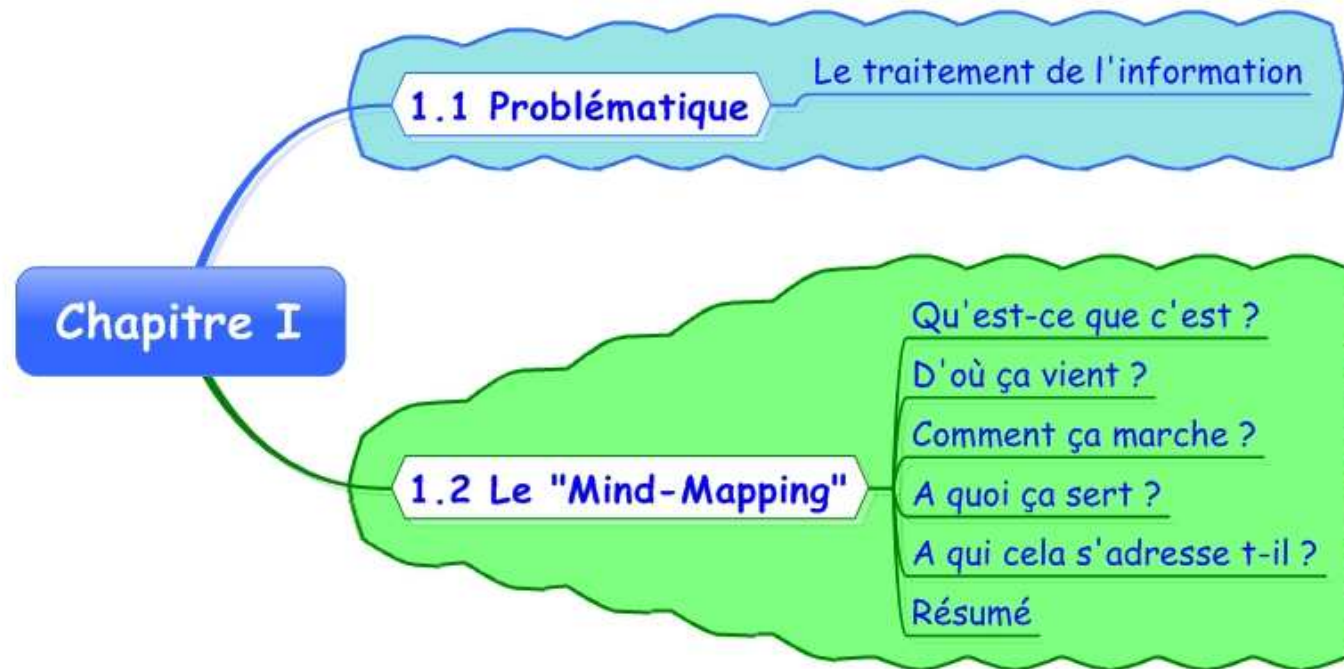 Chapitre I
1.1 Problématique
Le traitement de l'information
1.2 Le "Mind-Mapping"
Qu'est-ce que c'est ?
D'où ça vient ?
Comment ça marche ?
A quoi ça sert ?
A qui cela s'adresse t-il ?
Résumé